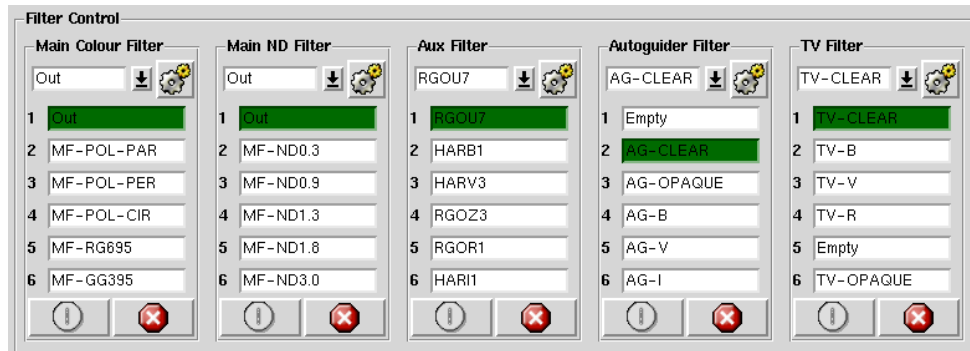 Filter Control
Main Colour Filter
Out
1 Out
2 MF-POL-PAR
3 MF-POL-PER
4 MF-POL-CIR
5 MF-RG695
6 MF-GG395
Main ND Filter
Out
1 Out
2 MF-ND0.3
3 MF-ND0.9
4 MF-ND1.3
5 MF-ND1.8
6 MF-ND3.0
Aux Filter
RGOU7
1 RGOU7
2 HARB1
3 HARV3
4 RGOZ3
5 RGOR1
6 HARI1
Autoguider Filter
AG-CLEAR
1 Empty
2 AG-CLEAR
3 AG-OPAQUE
4 AG-B
5 AG-V
6 AG-I
TV Filter
TV-CLEAR
1 TV-CLEAR
2 TV-B
3 TV-V
4 TV-R
5 Empty
6 TV-OPAQUE